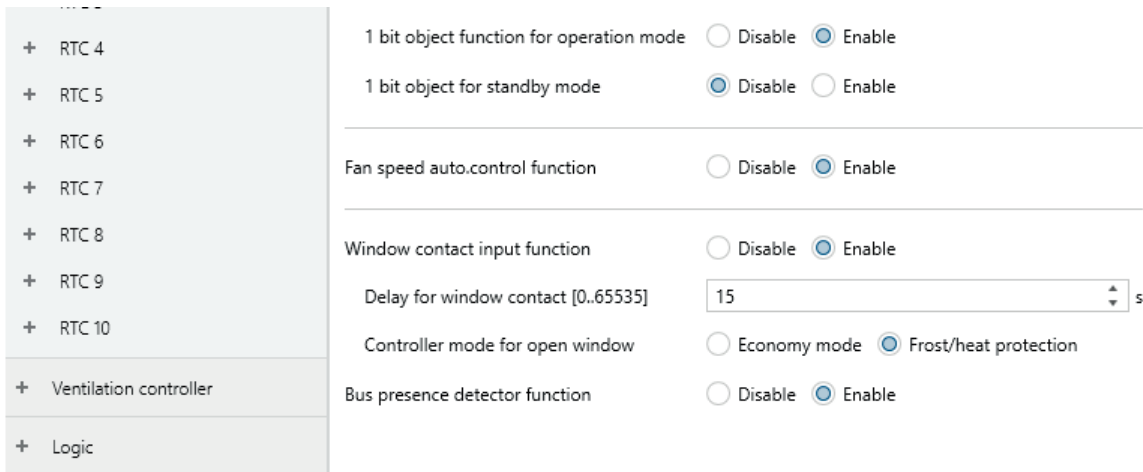 1 bit object function for operation mode Disable Enable
+ RTC 4
1 bit object for standby mode Disable Enable
+ RTC 5
+ RTC 6
Fan speed auto.control function Disable Enable
+ RTC 7
+ RTC 8
Window contact input function Disable Enable
+ RTC 9
Delay for window contact [0..65535] 15 s
+ RTC 10
Controller mode for open window Economy mode Frost/heat protection
+ Ventilation controller
Bus presence detector function Disable Enable
+ Logic